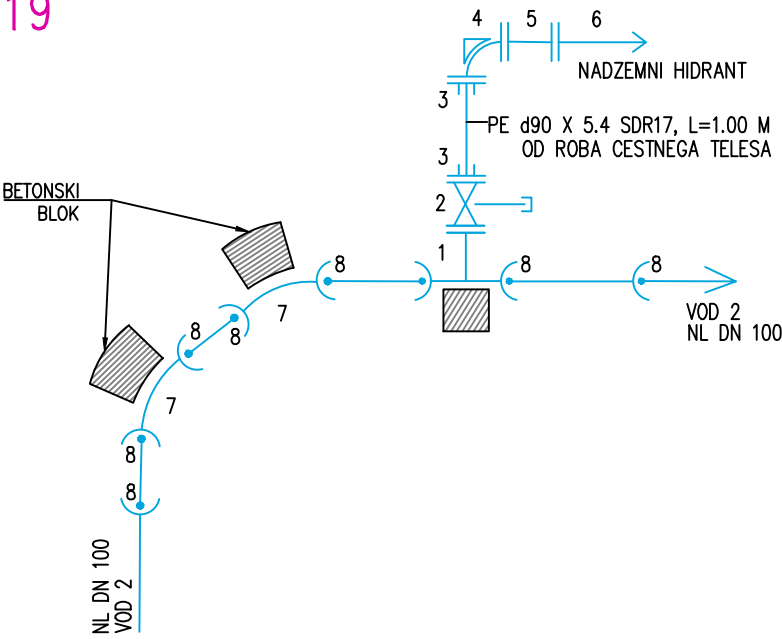 19
4 5 6
NADZEMNI HIDRANT
3
PE d90 X 5.4 SDR17, L=1.00 M
OD ROBA CESTNEGA TELESA
3
BETONSKI
BLOK
2
1
8 8 8
7
VOD 2
NL DN 100
8
8
7
8
8
NL DN 100
VOD 2